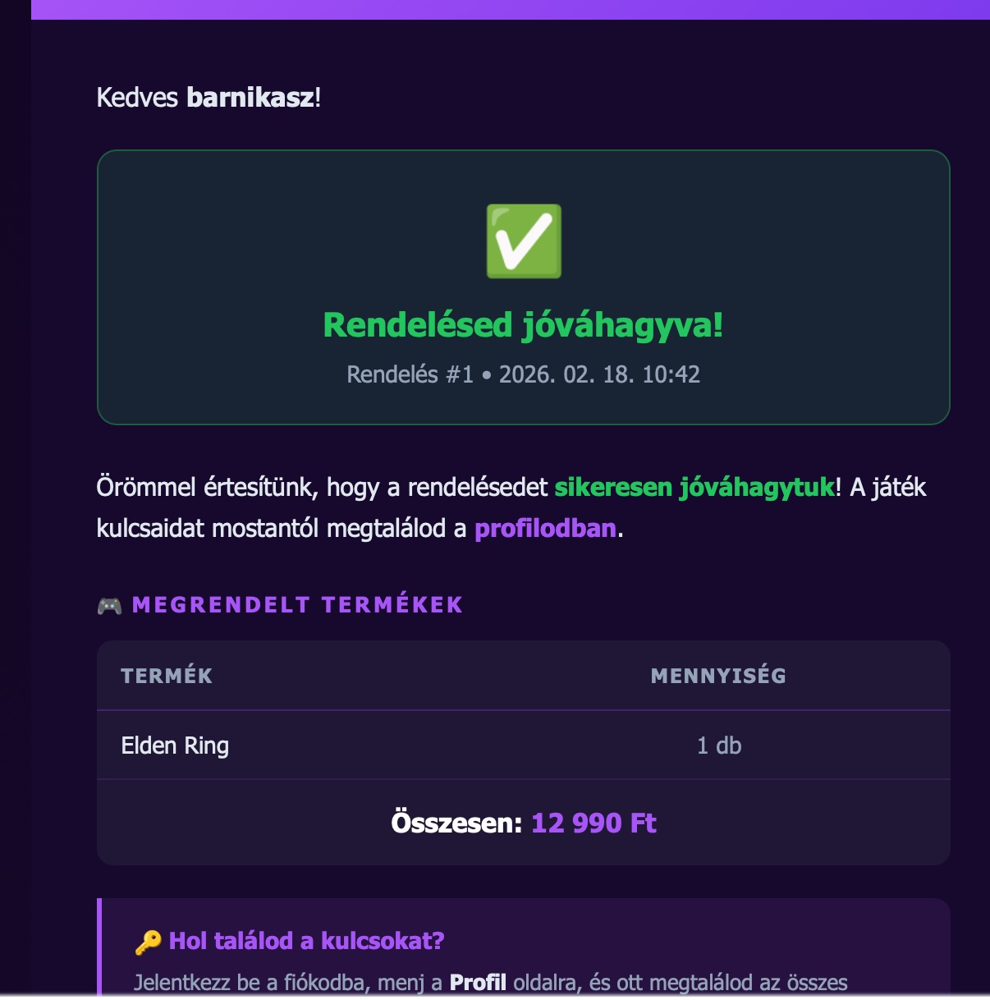 Kedves barnikasz!
Rendelésed jóváhagyva!
Rendelés #1 • 2026. 02. 18. 10:42
Örömmel értesítünk, hogy a rendelésedet sikeresen jóváhagytuk! A játék
kulcsaidat mostantól megtalálod a profilodban.
MEGRENDELT TERMÉKEK
TERMÉK MENNYISÉG
Elden Ring 1 db
Összesen: 12 990 Ft
Hol találod a kulcsokat?
Jelentkezz be a fiókodba, menj a Profil oldalra, és ott megtalálod az összes